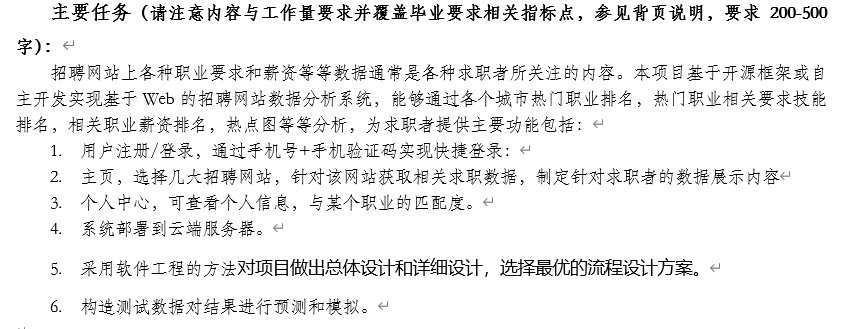 主要任务（请注意内容与工作量要求并覆盖毕业要求相关指标点，参见背页说明，要求 200-500
字）：
招聘网站上各种职业要求和薪资等等数据通常是各种求职者所关注的内容。本项目基于开源框架或自
主开发实现基于 Web 的招聘网站数据分析系统，能够通过各个城市热门职业排名，热门职业相关要求技能
排名，相关职业薪资排名，热点图等等分析，为求职者提供主要功能包括：
1. 用户注册/登录，通过手机号+手机验证码实现快捷登录：
2. 主页，选择几大招聘网站，针对该网站获取相关求职数据，制定针对求职者的数据展示内容
3. 个人中心，可查看个人信息，与某个职业的匹配度。
4. 系统部署到云端服务器。
5. 采用软件工程的方法对项目做出总体设计和详细设计，选择最优的流程设计方案。
6. 构造测试数据对结果进行预测和模拟。